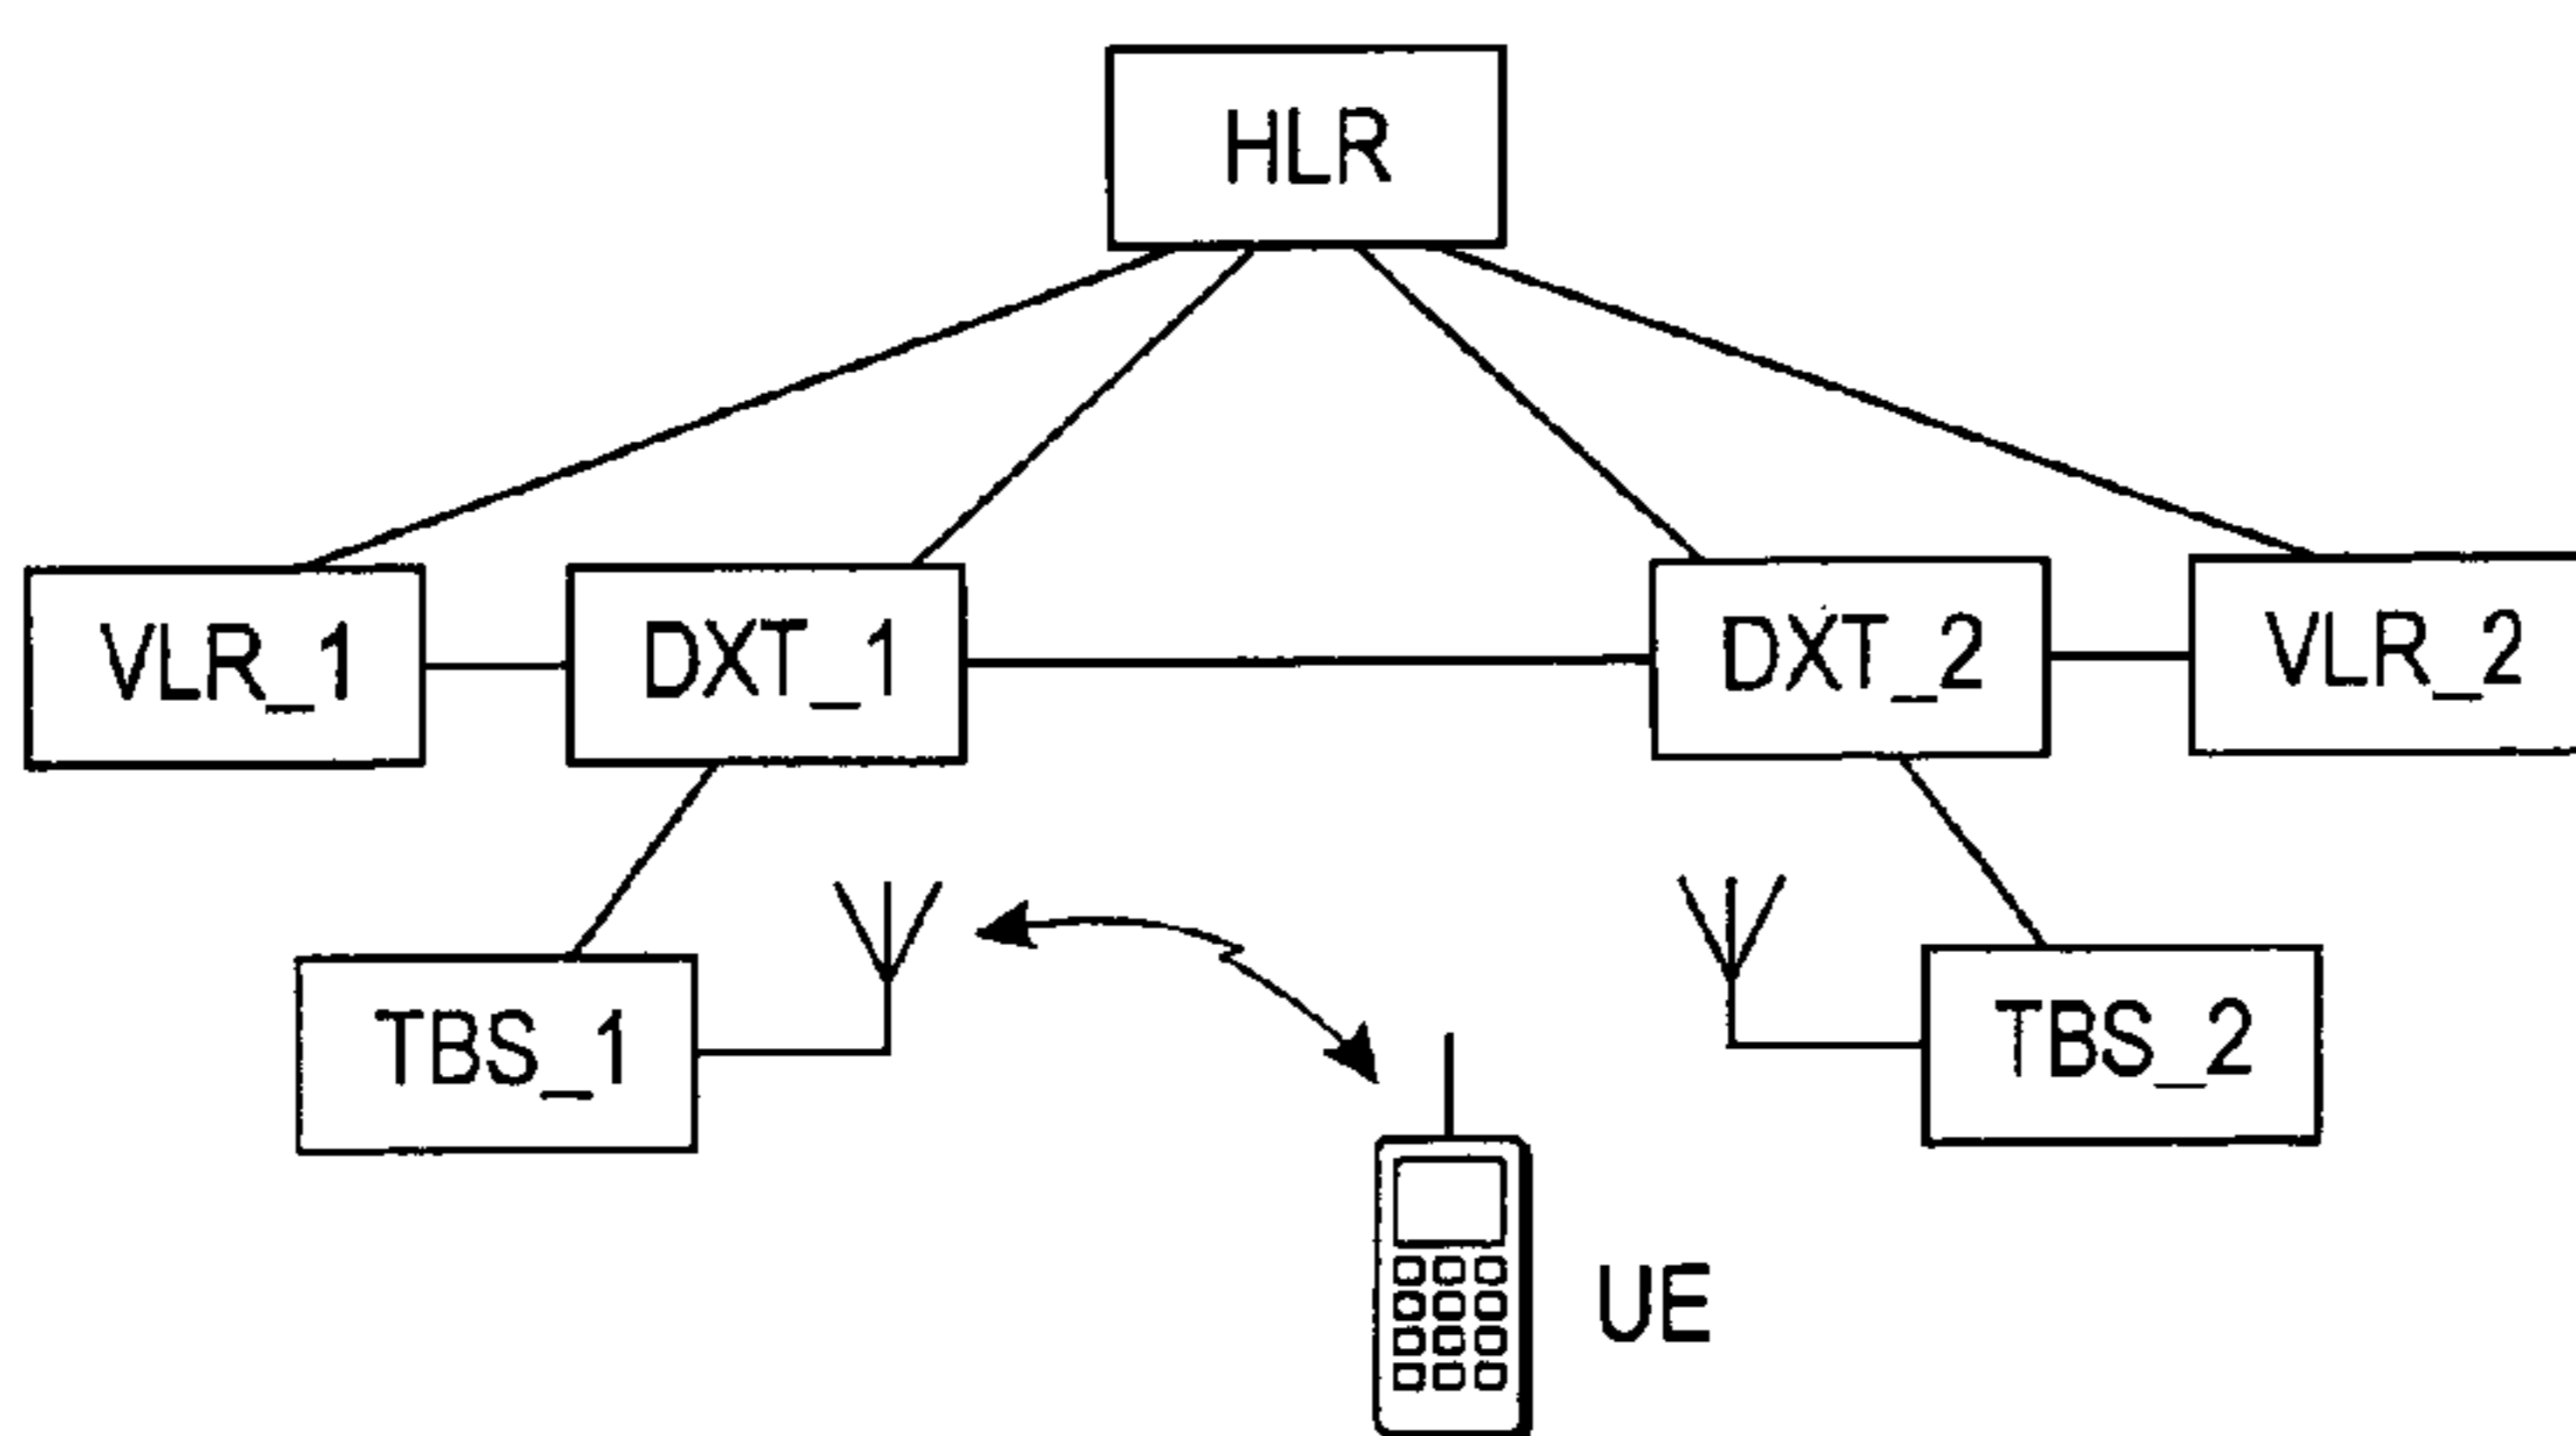 HLR
VLR_1
DXT_1
DXT_2
VLR_2
TBS_1
TBS_2
UE